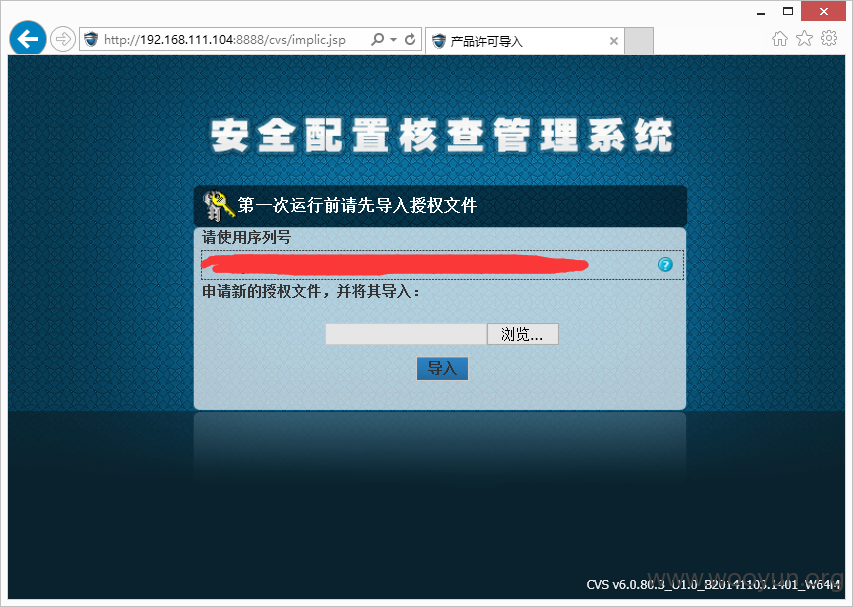 http://192.168.111.104:8888/cvs/implic.jsp
产品许可导入
安全配置核查管理系统
第一次运行前请先导入授权文件
请使用序列号
?
申请新的授权文件，并将其导入：
浏览...
导入
www.wooyun.org
CVS v6.0.80.3_U1.0_B20141103.1401_W64M